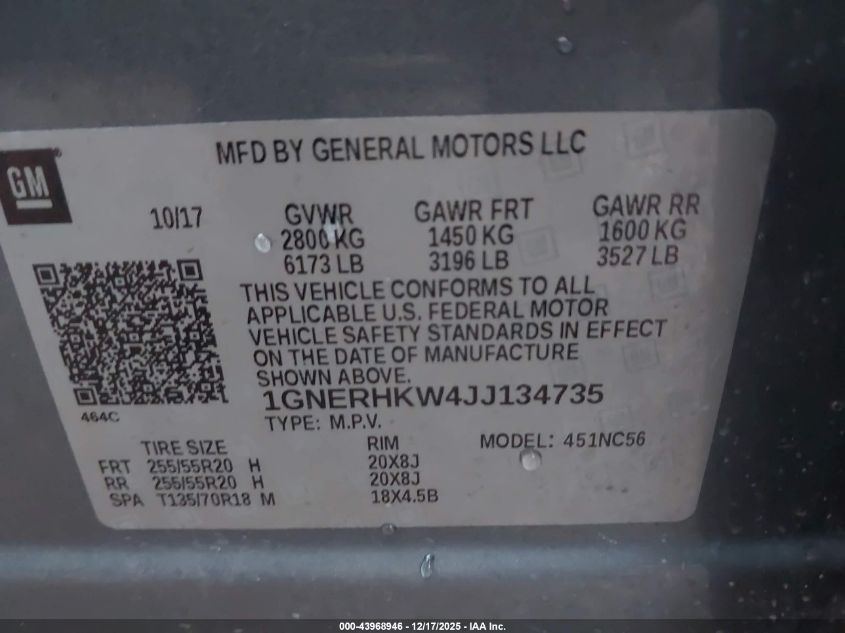 MFD BY GENERAL MOTORS LLC
GM
10/17
GVWR
2800 KG
6173 LB
GAWR FRT
1450 KG
3196 LB
GAWR RR
1600 KG
3527 LB
THIS VEHICLE CONFORMS TO ALL
APPLICABLE U.S. FEDERAL MOTOR
VEHICLE SAFETY STANDARDS IN EFFECT
ON THE DATE OF MANUFACTURE
SHOWN ABOVE.
1GNERHKW4JJ134735
464C
TYPE: M.P.V.
TIRE SIZE RIM MODEL: 451NC56
FRT 255/55R20 H 20X8J
RR 255/55R20 H 20X8J
SPA T135/70R18 M 18X4.5B
000-43968946 - 12/17/2025 - IAA Inc.